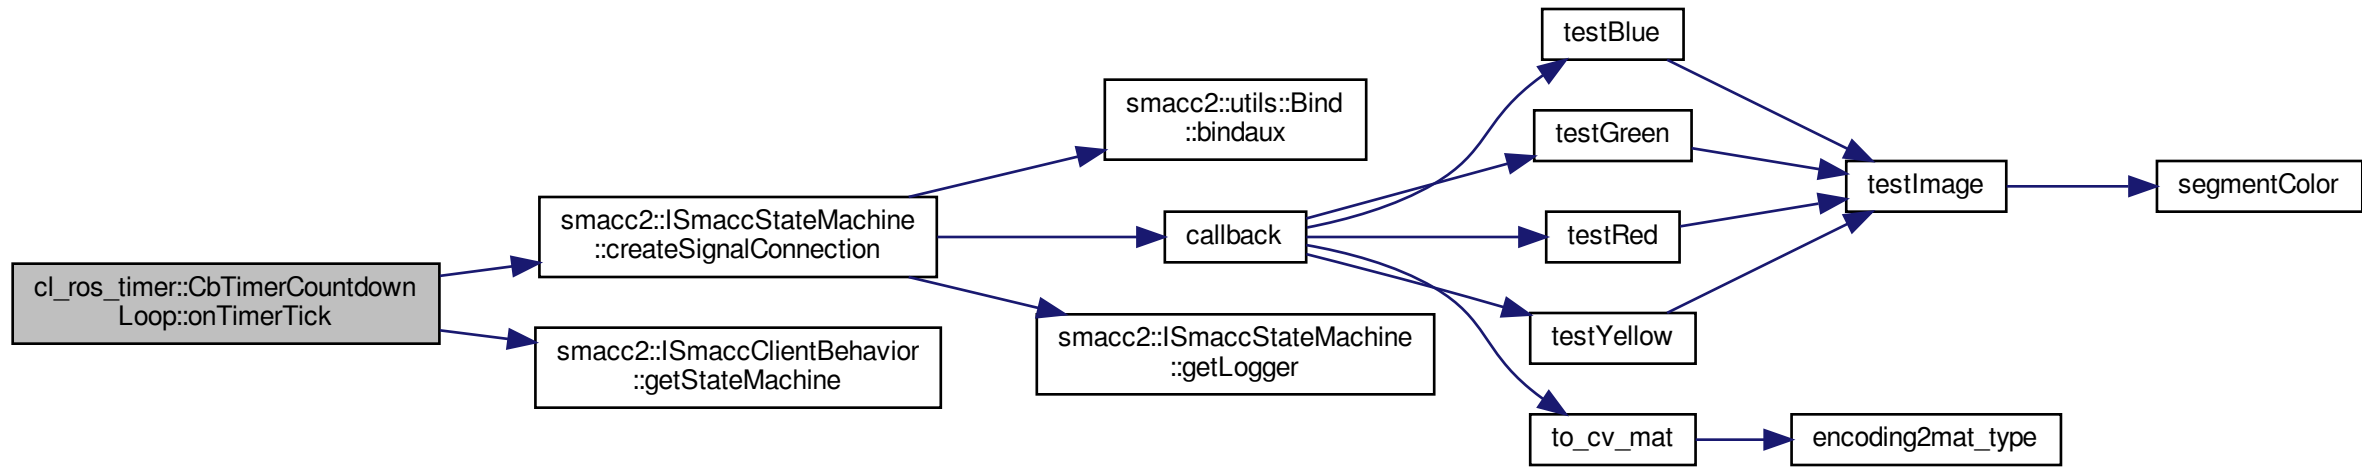 cl_ros_timer::CbTimerCountdown
Loop::onTimerTick
smacc2::ISmaccStateMachine
::createSignalConnection
smacc2::ISmaccClientBehavior
::getStateMachine
smacc2::utils::Bind
::bindaux
callback
smacc2::ISmaccStateMachine
::getLogger
testBlue
testGreen
testRed
testYellow
to_cv_mat
testImage
encoding2mat_type
segmentColor